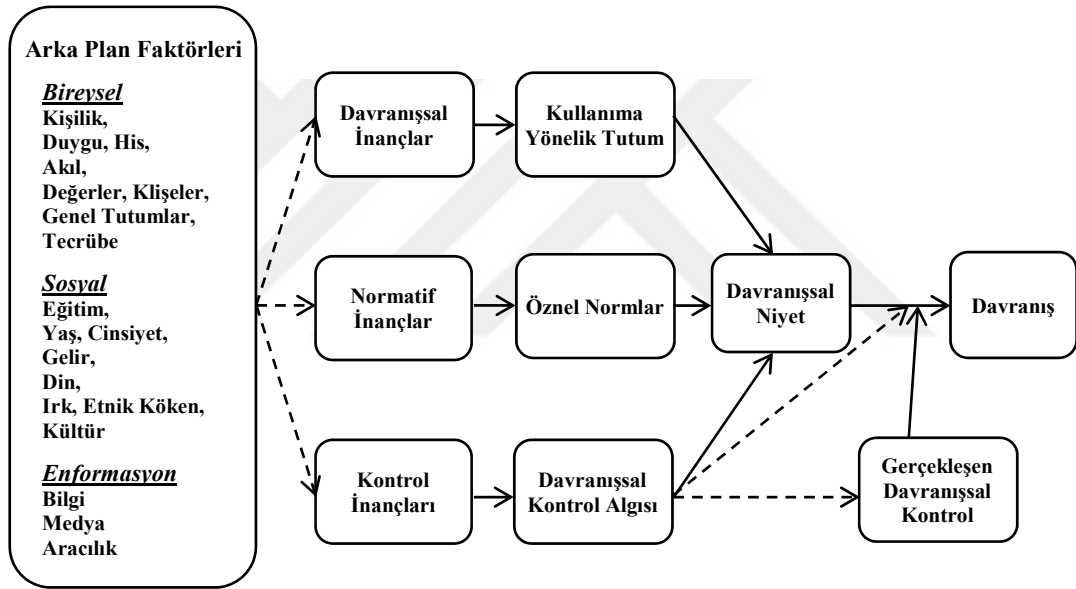 Arka Plan Faktörleri
Bireysel
Kişilik,
Duygu, His,
Akıl,
Değerler, Klişeler,
Genel Tutumlar,
Tecrübe
Sosyal
Eğitim,
Yaş, Cinsiyet,
Gelir,
Din,
Irk, Etnik Köken,
Kültür
Enformasyon
Bilgi
Medya
Aracılık
Davranışsal
İnançlar
Kullanıma
Yönelik Tutum
Normatif
İnançlar
Öznel Normlar
Davranışsal
Niyet
Davranış
Kontrol
İnançları
Davranışsal
Kontrol Algısı
Gerçekleşen
Davranışsal
Kontrol